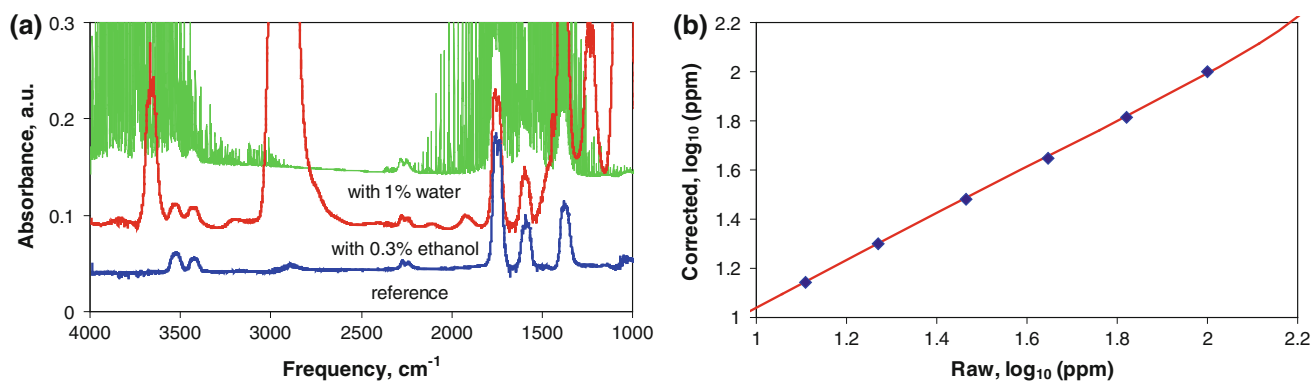 (a)
0.3
0.2
0.1
0
Absorbance, a.u.
with 1% water
with 0.3% ethanol
reference
4000 3500 3000 2500 2000 1500 1000
Frequency, cm⁻¹
(b)
2.2
2
1.8
1.6
1.4
1.2
1
Corrected, log₁₀ (ppm)
1 1.2 1.4 1.6 1.8 2 2.2
Raw, log₁₀ (ppm)